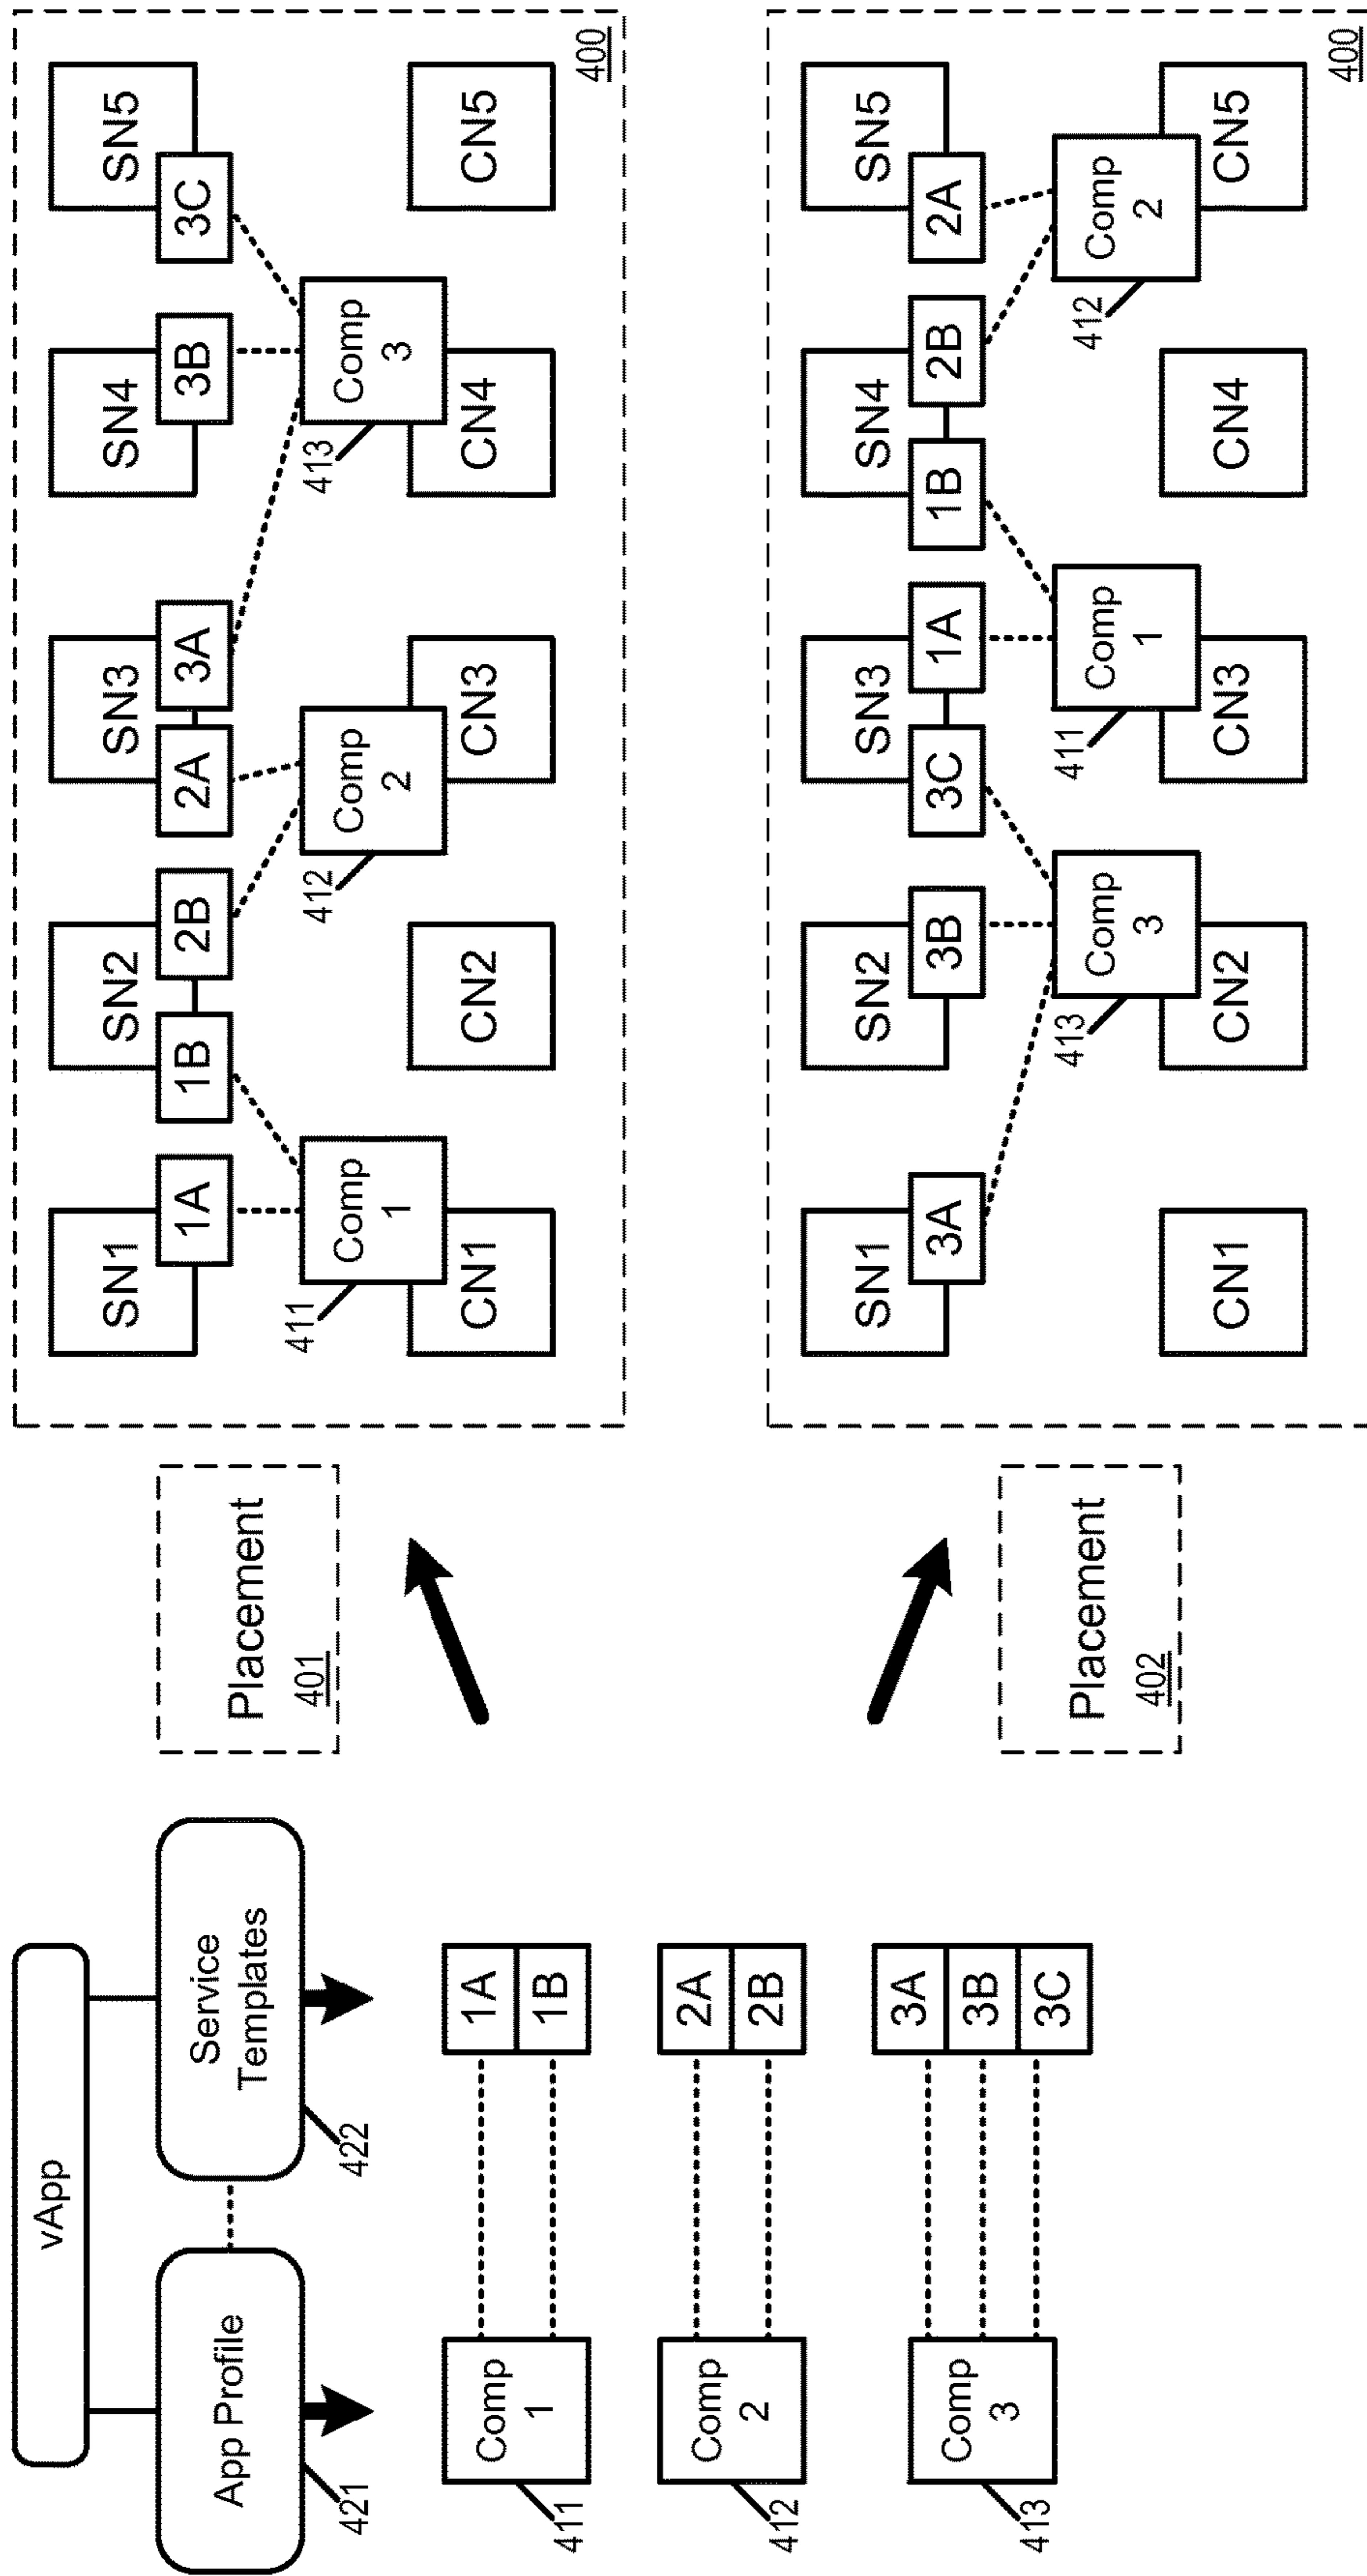 vApp
App Profile
421
Service
Templates
422
Comp
1
411
1A
1B
Comp
2
412
2A
2B
Comp
3
413
3A
3B
3C
Placement
401
SN1
SN2
SN3
SN4
SN5
1A
1B
2B
2A
3A
3B
3C
Comp
1
411
Comp
2
412
Comp
3
413
CN1
CN2
CN3
CN4
CN5
400
Placement
402
SN1
SN2
SN3
SN4
SN5
3A
3B
3C
1A
1B
2B
2A
Comp
3
413
Comp
1
411
Comp
2
412
CN1
CN2
CN3
CN4
CN5
400